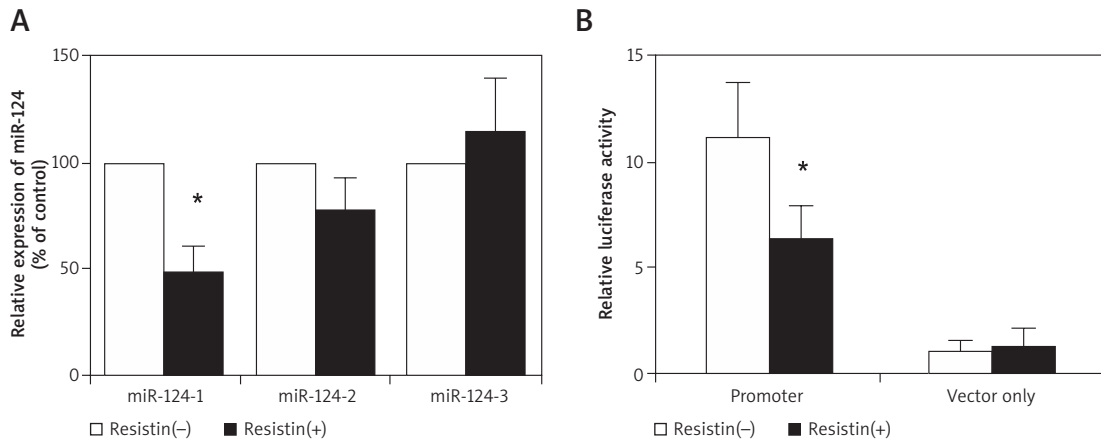 A
Relative expression of miR-124
(% of control)
150
100
50
0
*
miR-124-1 miR-124-2 miR-124-3
Resistin(–) Resistin(+)
B
Relative luciferase activity
15
10
5
0
*
Promoter Vector only
Resistin(–) Resistin(+)